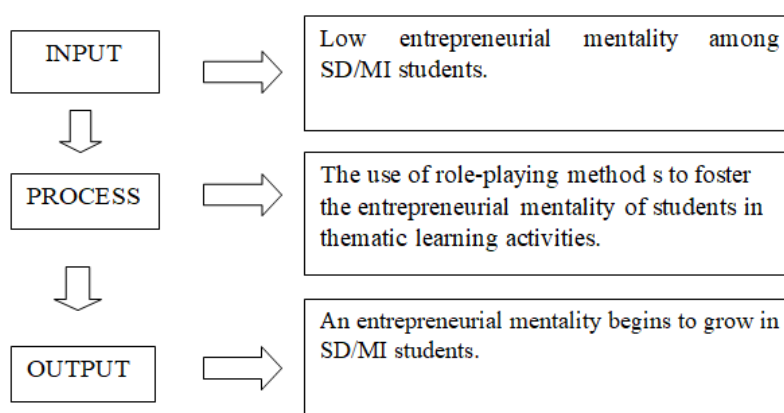 INPUT
Low entrepreneurial mentality among
SD/MI students.
PROCESS
The use of role-playing method s to foster
the entrepreneurial mentality of students in
thematic learning activities.
OUTPUT
An entrepreneurial mentality begins to grow in
SD/MI students.